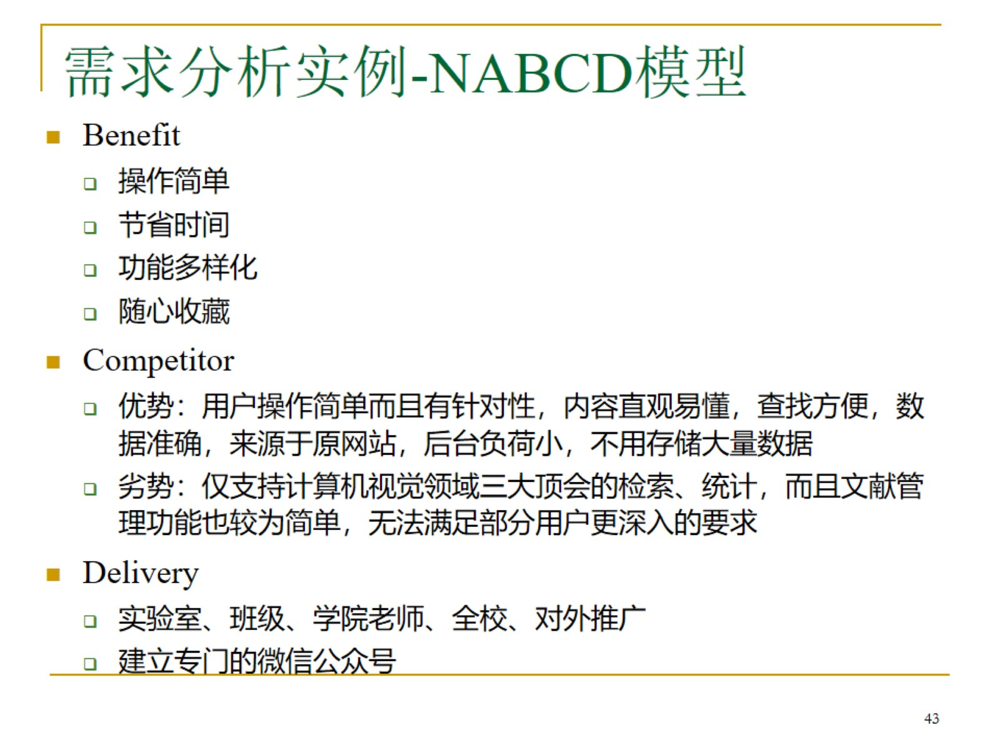 需求分析实例-NABCD模型
Benefit
操作简单
节省时间
功能多样化
随心收藏
Competitor
优势：用户操作简单而且有针对性，内容直观易懂，查找方便，数
据准确，来源于原网站，后台负荷小，不用存储大量数据
劣势：仅支持计算机视觉领域三大顶会的检索、统计，而且文献管
理功能也较为简单，无法满足部分用户更深入的要求
Delivery
实验室、班级、学院老师、全校、对外推广
建立专门的微信公众号
43